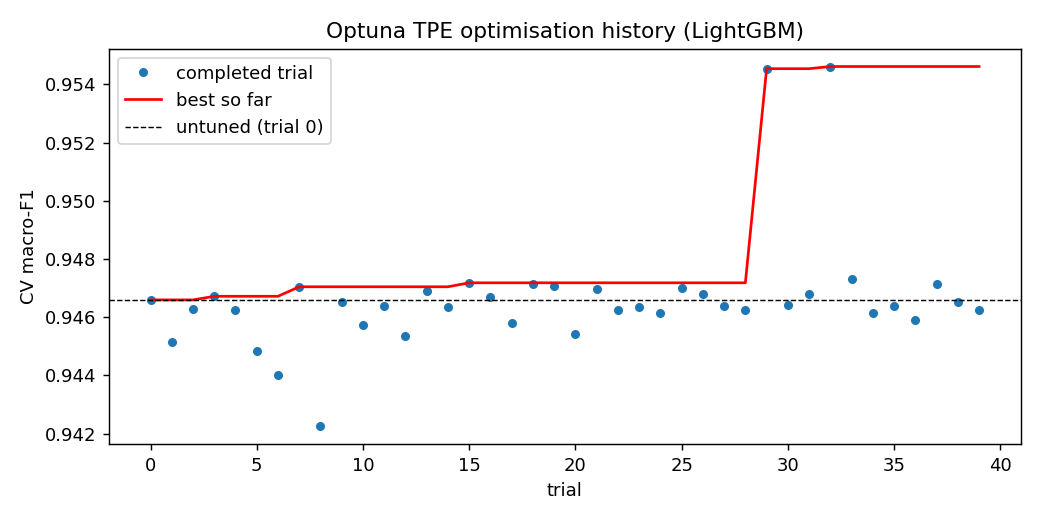 Optuna TPE optimisation history (LightGBM)
completed trial
best so far
untuned (trial 0)
CV macro-F1
0.954
0.952
0.950
0.948
0.946
0.944
0.942
0 5 10 15 20 25 30 35 40
trial